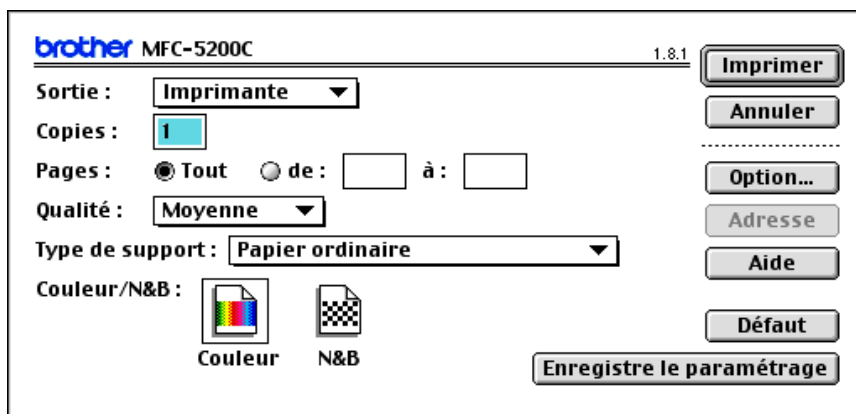 brother MFC-5200C 1.8.1
Imprimer
Sortie : Imprimante
Annuler
Copies : 1
Pages : Tout de : à :
Option...
Qualité : Moyenne
Adresse
Type de support : Papier ordinaire
Aide
Couleur/N&B :
Couleur N&B
Défaut
Enregistre le paramétrage